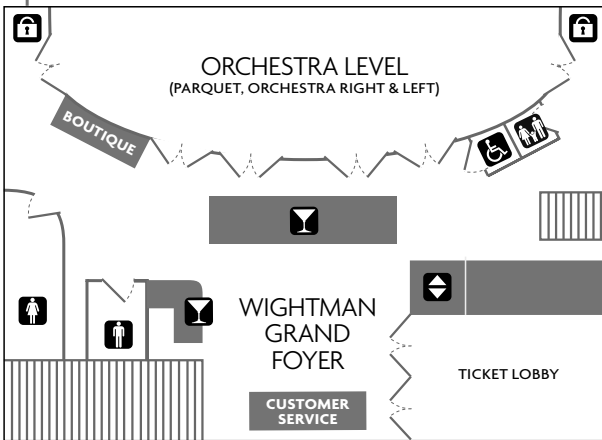 ORCHESTRA LEVEL
(PARQUET, ORCHESTRA RIGHT & LEFT)
BOUTIQUE
WIGHTMAN
GRAND
FOYER
TICKET LOBBY
CUSTOMER
SERVICE